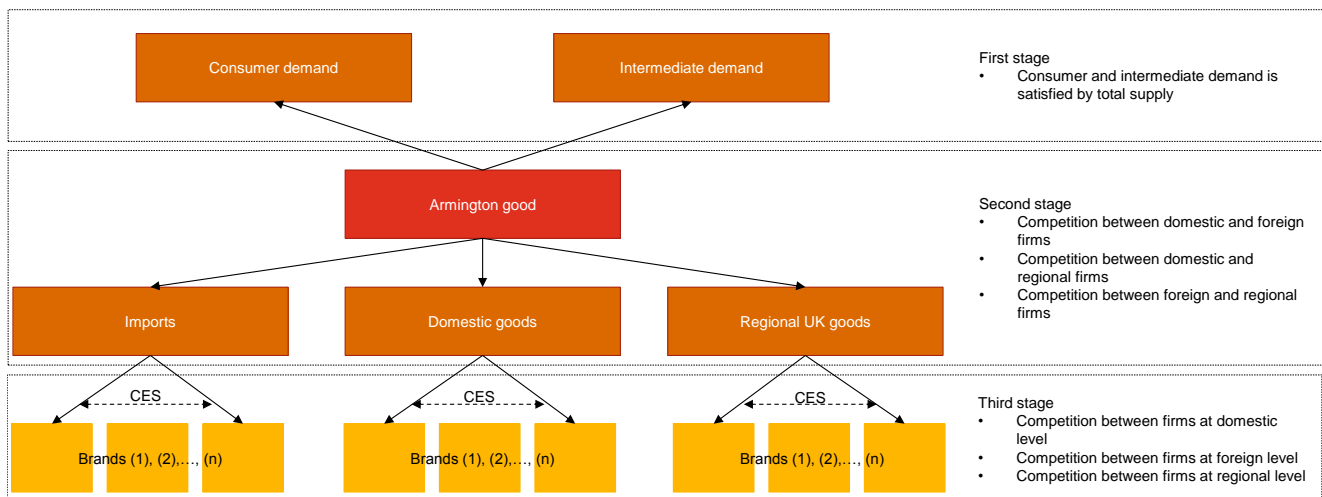 Consumer demand
Intermediate demand
First stage
• Consumer and intermediate demand is
satisfied by total supply
Armington good
Second stage
• Competition between domestic and foreign
firms
• Competition between domestic and
regional firms
• Competition between foreign and regional
firms
Imports
Domestic goods
Regional UK goods
CES
CES
CES
Third stage
• Competition between firms at domestic
level
• Competition between firms at foreign level
• Competition between firms at regional level
Brands (1), (2),…, (n)
Brands (1), (2),…, (n)
Brands (1), (2),…, (n)